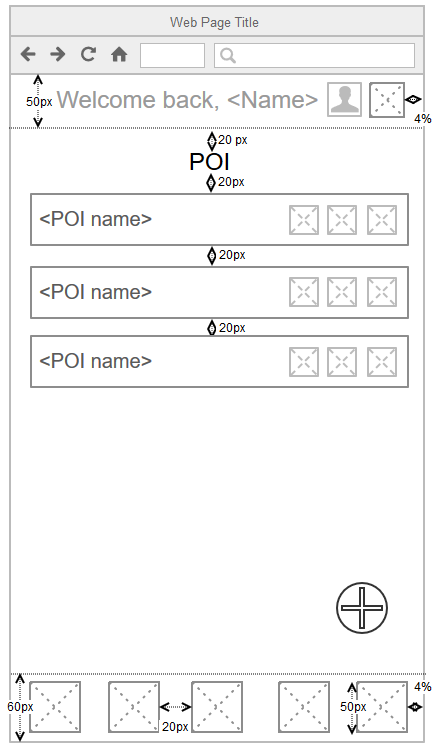 Web Page Title
50px
Welcome back, <Name>
4%
20 px
POI
20px
<POI name>
20px
<POI name>
20px
<POI name>
4%
60px
50px
20px